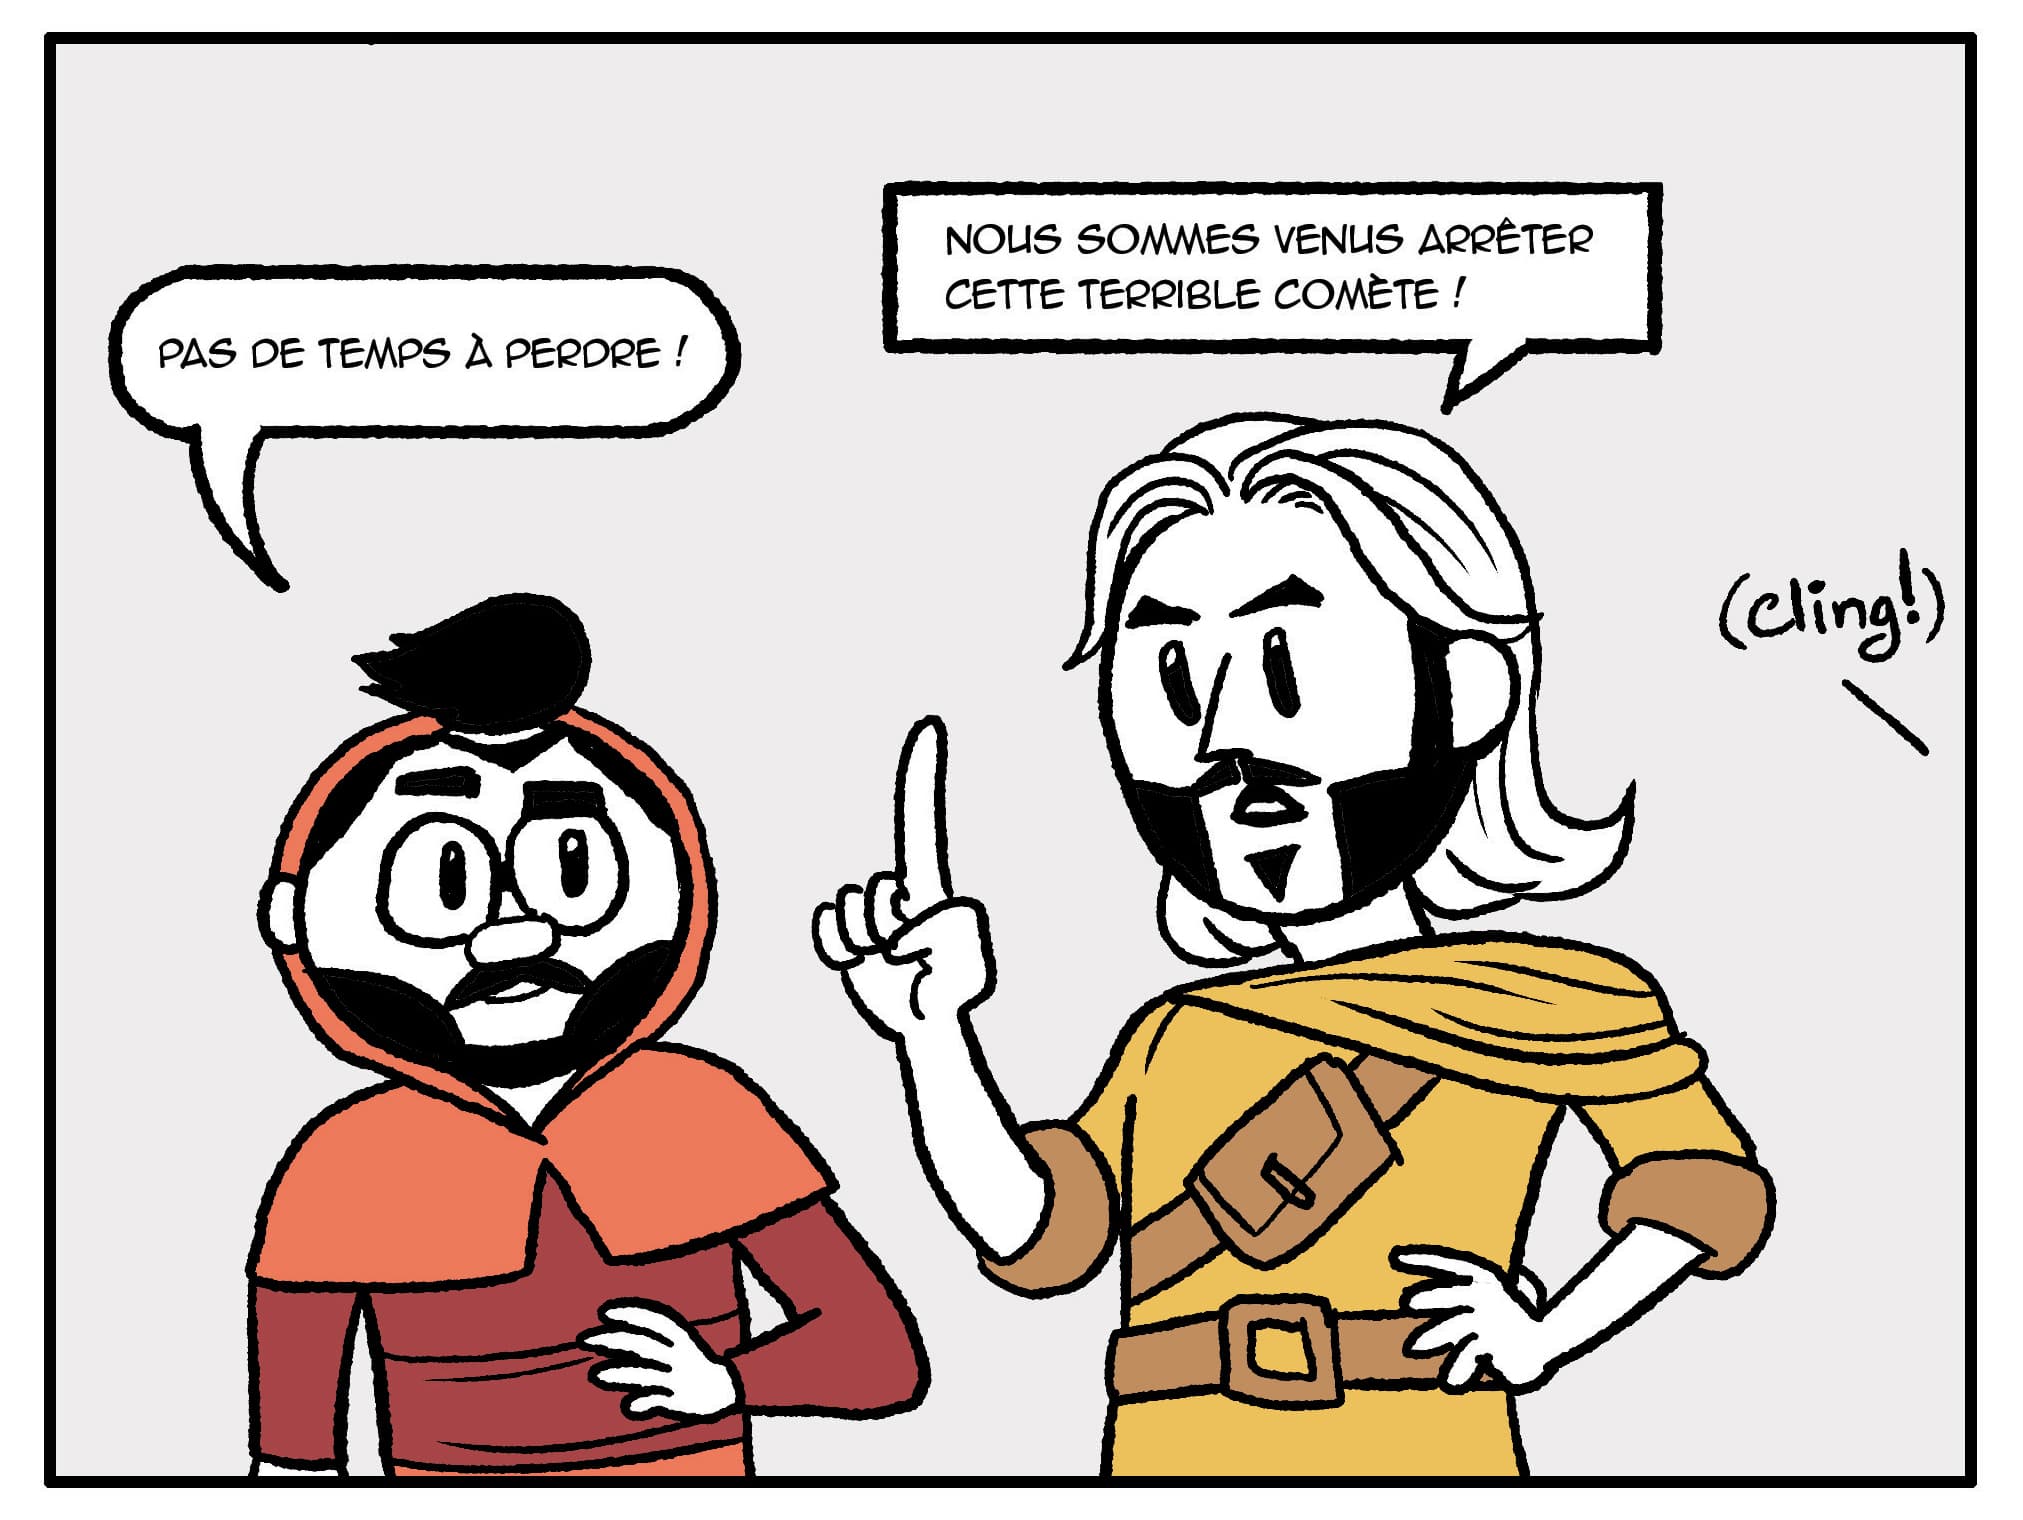 PAS DE TEMPS À PERDRE !
NOUS SOMMES VENUS ARRÊTER
CETTE TERRIBLE COMÈTE !
(Cling!)